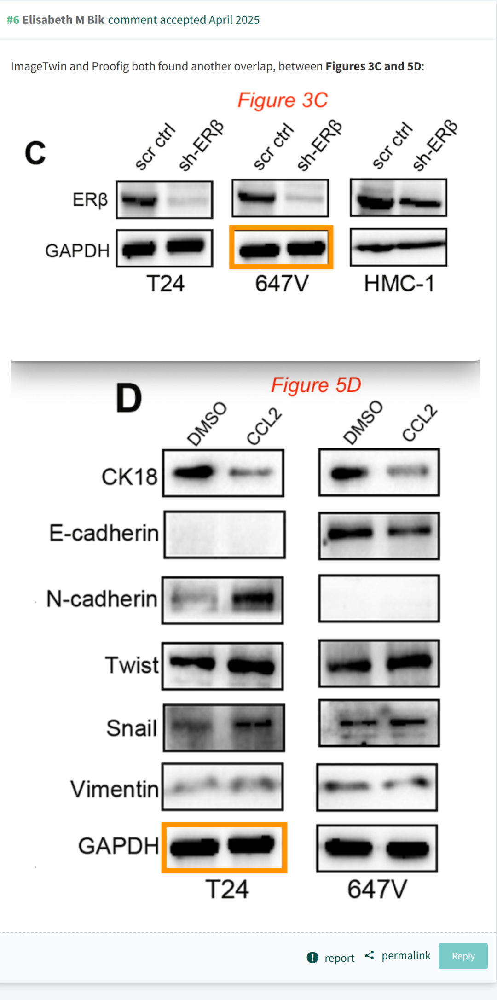 #6 Elisabeth M Bik comment accepted April 2025
ImageTwin and Proofig both found another overlap, between Figures 3C and 5D:
Figure 3C
C
scr ctrl sh-ERβ scr ctrl sh-ERβ scr ctrl sh-ERβ
ERβ
GAPDH
T24 647V HMC-1
Figure 5D
D
DMSO CCL2 DMSO CCL2
CK18
E-cadherin
N-cadherin
Twist
Snail
Vimentin
GAPDH
T24 647V
report permalink Reply